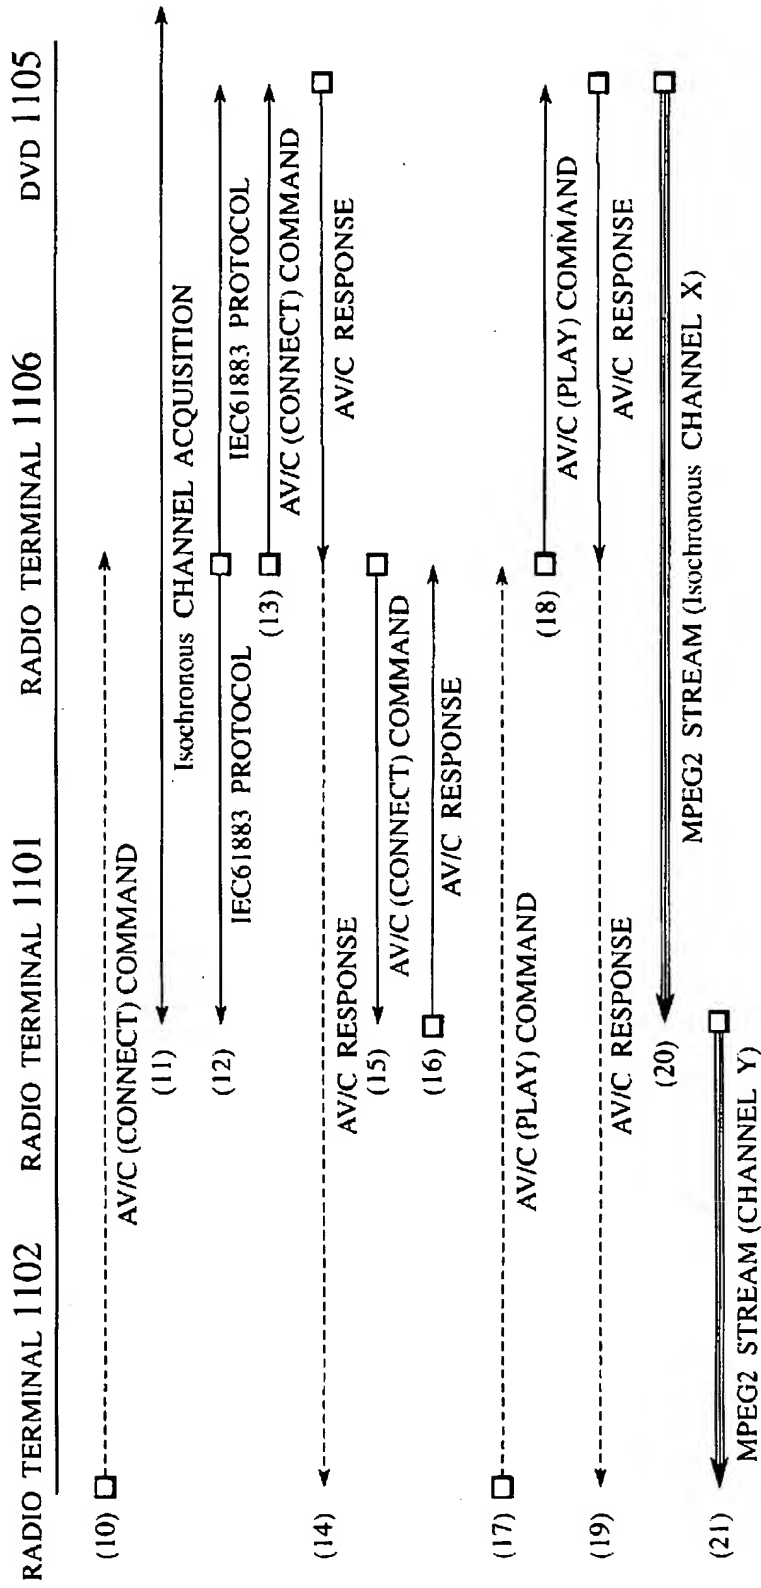 RADIO TERMINAL 1102
RADIO TERMINAL 1101
RADIO TERMINAL 1106
DVD 1105
(10)
AV/C (CONNECT) COMMAND
(11)
Isochronous CHANNEL ACQUISITION
(12)
IEC61883 PROTOCOL
IEC61883 PROTOCOL
(13)
AV/C (CONNECT) COMMAND
(14)
AV/C RESPONSE
AV/C RESPONSE
(15)
AV/C (CONNECT) COMMAND
(16)
AV/C RESPONSE
(17)
AV/C (PLAY) COMMAND
(18)
AV/C (PLAY) COMMAND
(19)
AV/C RESPONSE
AV/C RESPONSE
(20)
MPEG2 STREAM (Isochronous CHANNEL X)
(21)
MPEG2 STREAM (CHANNEL Y)